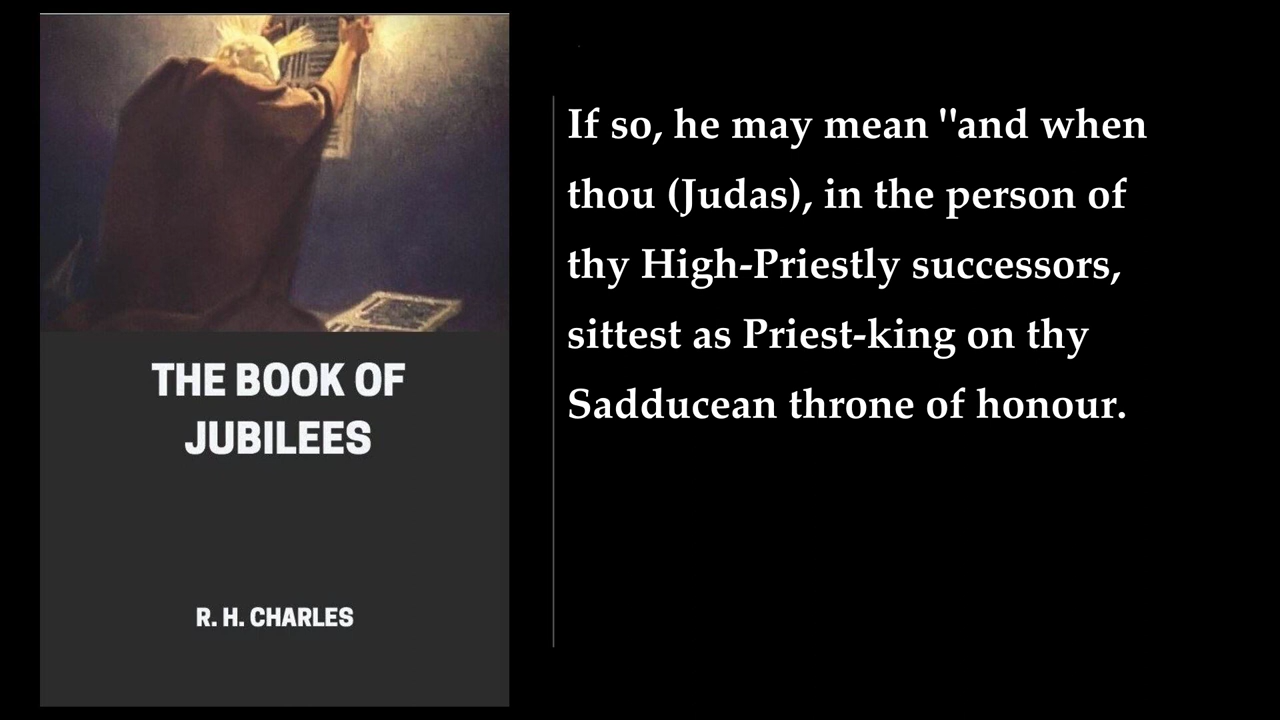 THE BOOK OF
JUBILEES
R. H. CHARLES
If so, he may mean "and when
thou (Judas), in the person of
thy High-Priestly successors,
sittest as Priest-king on thy
Sadducean throne of honour.